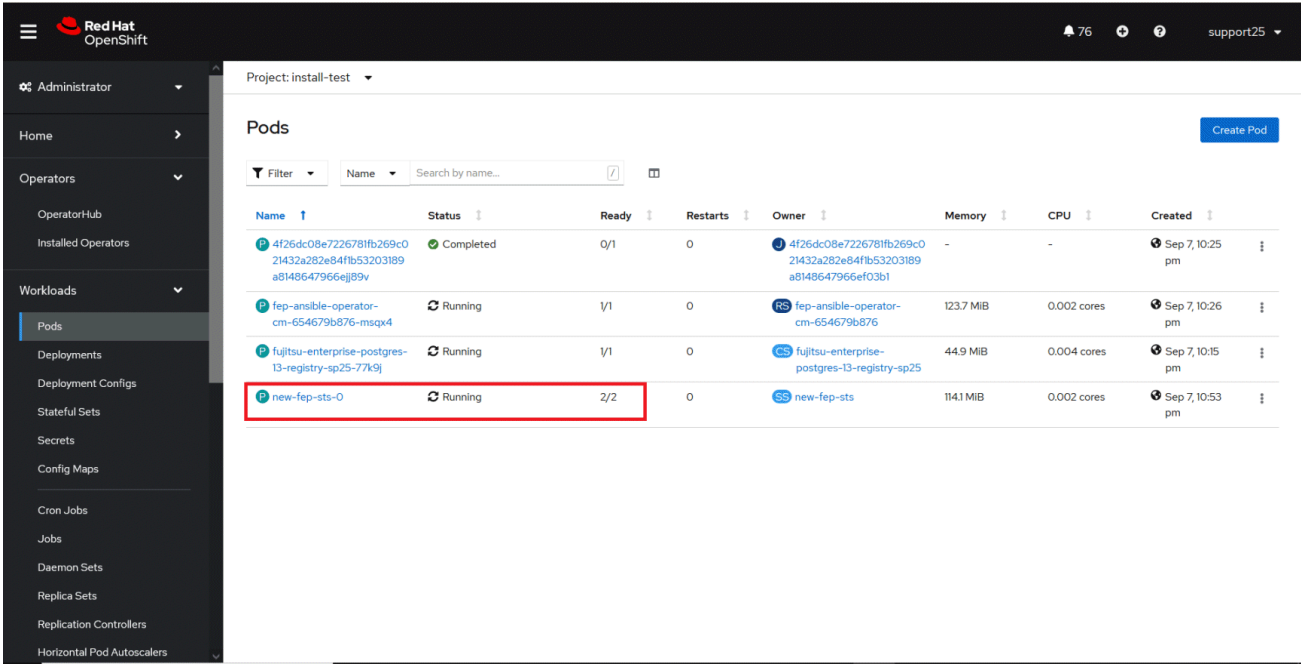 Red Hat
OpenShift
76
support25
Administrator
Home
Operators
OperatorHub
Installed Operators
Workloads
Pods
Deployments
Deployment Configs
Stateful Sets
Secrets
Config Maps
Cron Jobs
Jobs
Daemon Sets
Replica Sets
Replication Controllers
Horizontal Pod Autoscalers
Project: install-test
Pods
Create Pod
Filter Name Search by name... /
Name Status Ready Restarts Owner Memory CPU Created
P 4f26dc08e7226781fb269c0 Completed 0/1 0 J 4f26dc08e7226781fb269c0 - - Sep 7, 10:25
21432a282e84f1b53203189 21432a282e84f1b53203189 pm
a8148647966ejj89v a8148647966ef03b1
P fep-ansible-operator- Running 1/1 0 RS fep-ansible-operator- 123.7 MiB 0.002 cores Sep 7, 10:26
cm-654679b876-msqx4 cm-654679b876 pm
P fujitsu-enterprise-postgres- Running 1/1 0 CS fujitsu-enterprise- 44.9 MiB 0.004 cores Sep 7, 10:15
13-registry-sp25-77k9j postgres-13-registry-sp25 pm
P new-fep-sts-0 Running 2/2 0 SS new-fep-sts 114.1 MiB 0.002 cores Sep 7, 10:53
pm